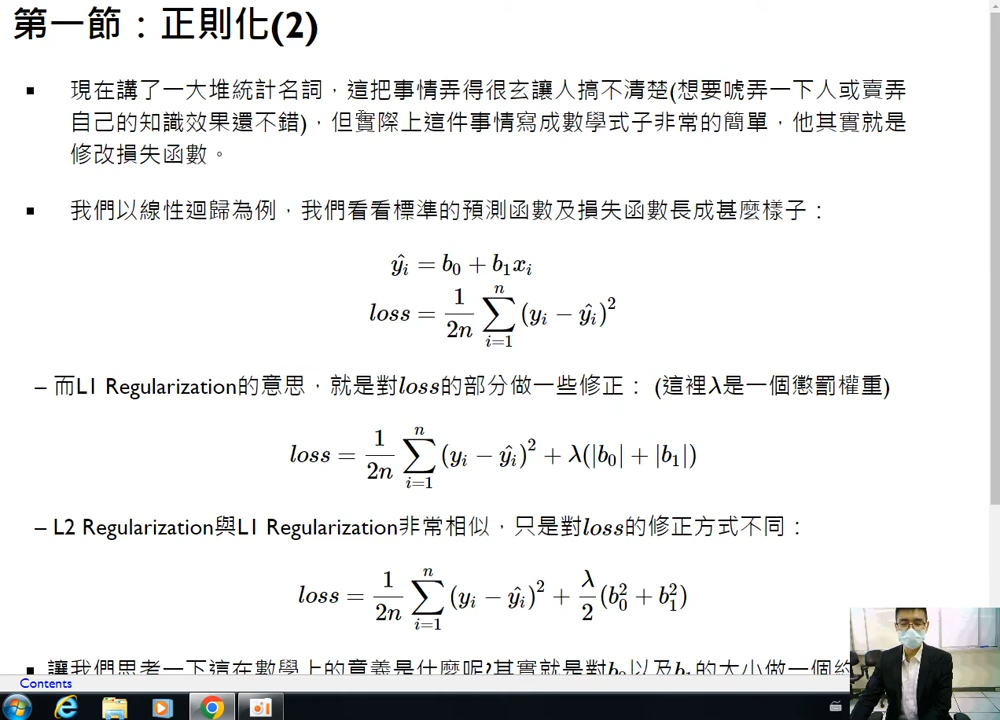 第一節：正則化(2)
▪ 現在講了一大堆統計名詞，這把事情弄得很玄讓人搞不清楚(想要唬弄一下人或賣弄
自己的知識效果還不錯)，但實際上這件事情寫成數學式子非常的簡單，他其實就是
修改損失函數。
▪ 我們以線性迴歸為例，我們看看標準的預測函數及損失函數長成甚麼樣子：
ŷᵢ = b₀ + b₁xᵢ
loss = 1/2n ∑ᵢ₌₁ⁿ (yᵢ − ŷᵢ)²
– 而L1 Regularization的意思，就是對loss的部分做一些修正： (這裡λ是一個懲罰權重)
loss = 1/2n ∑ᵢ₌₁ⁿ (yᵢ − ŷᵢ)² + λ(|b₀| + |b₁|)
– L2 Regularization與L1 Regularization非常相似，只是對loss的修正方式不同：
loss = 1/2n ∑ᵢ₌₁ⁿ (yᵢ − ŷᵢ)² + λ/2(b₀² + b₁²)
▪ 讓我們思考一下這在數學上的意義是什麼呢?其實就是對b₀以及b₁的大小做一個約
Contents